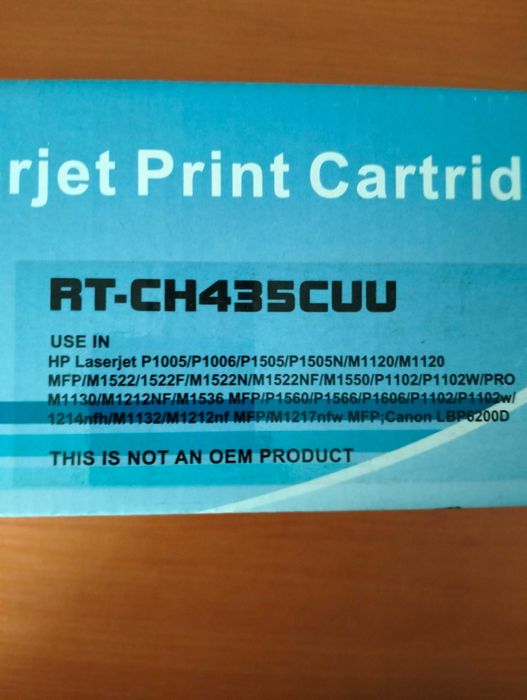 rjet Print Cartrid
RT-CH435CUU
USE IN
HP Laserjet P1005/P1006/P1505/P1505N/M1120/M1120
MFP/M1522/1522F/M1522N/M1522NF/M1550/P1102/P1102W/PRO
M1130/M1212NF/M1536 MFP/P1560/P1566/P1606/P1102/P1102w/
1214nfh/M1132/M1212nf MFP/M1217nfw MFP;Canon LBP6200D
THIS IS NOT AN OEM PRODUCT